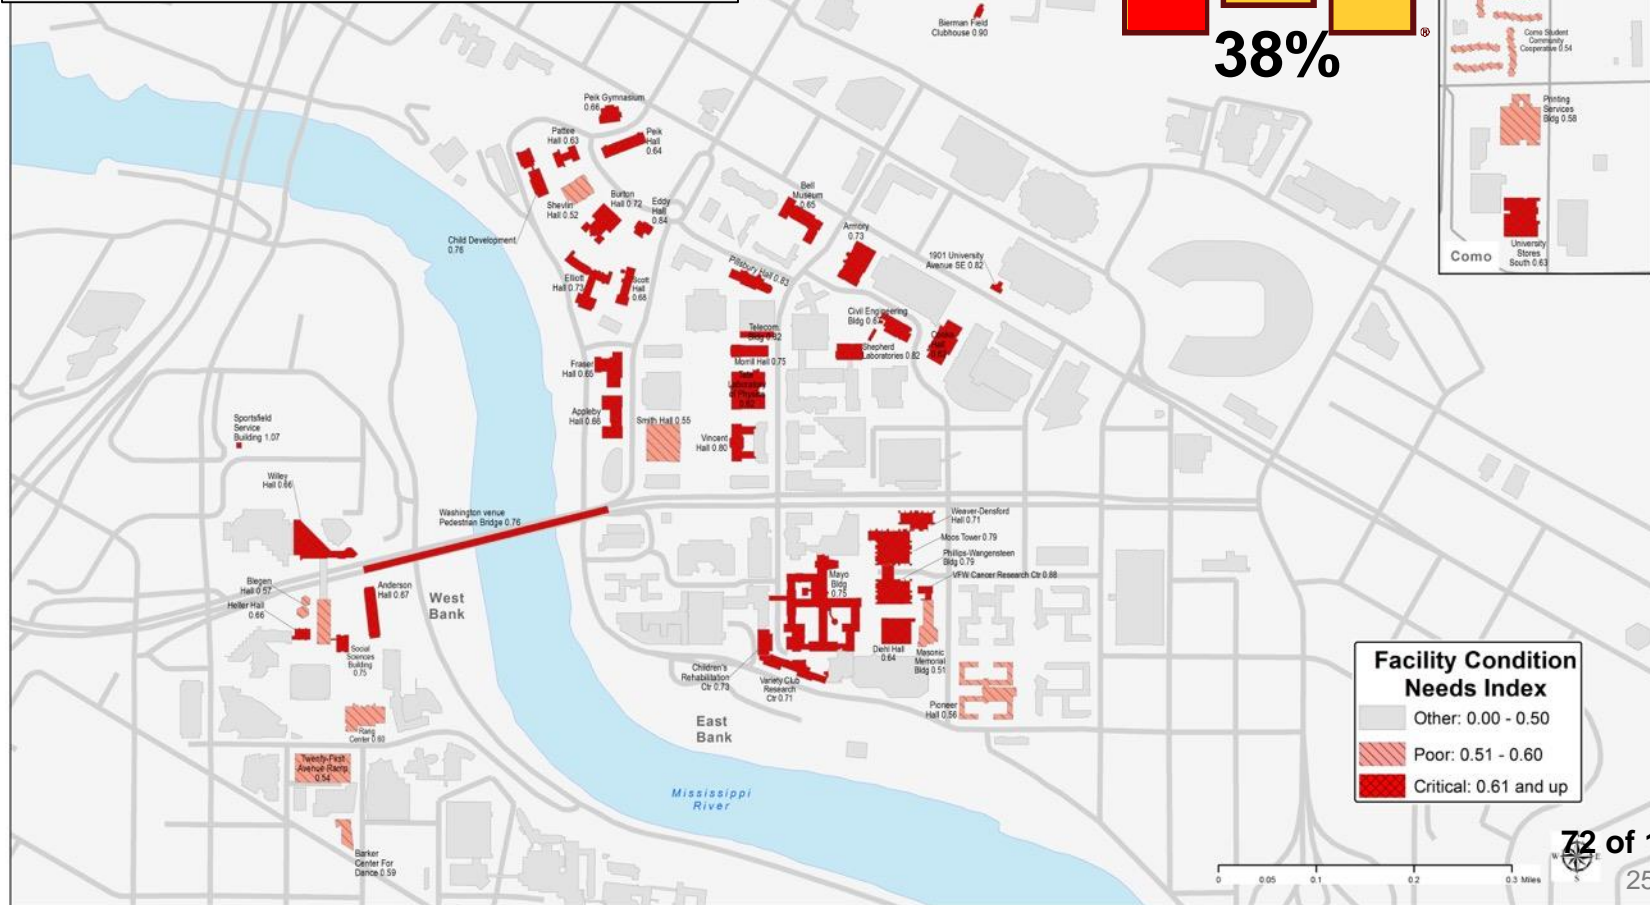 38%
®
Bierman Field
Clubhouse 0.90
Como Student
Community
Cooperative 0.54
Printing
Services
Bldg 0.58
University
Stores
South 0.63
Como
Peik Gymnasium
0.66
Pattee
Hall 0.63
Peik
Hall
0.64
Shevlin
Hall 0.52
Burton
Hall 0.72
Eddy
Hall
0.84
Child Development
0.76
Bell
Museum
0.65
Armory
0.73
1901 University
Avenue SE 0.82
Elliott
Hall 0.73
Scott
Hall
0.68
Pillsbury Hall 0.83
Civil Engineering
Shepherd
Laboratories 0.82
Telecom.
Morrill Hall 0.75
Tate
Laboratory
of Physics
Fraser
Hall 0.65
Appleby
Hall 0.66
Smith Hall 0.55
Vincent
Hall 0.80
Sportsfield
Service
Building 1.07
Willey
Hall 0.66
Washington venue
Pedestrian Bridge 0.76
Weaver-Densford
Hall 0.71
Moos Tower 0.79
Phillips-Wangensteen
Bldg 0.79
VFW Cancer Research Ctr 0.88
Mayo
Bldg
0.75
Blegen
Hall 0.57
Heller Hall
0.66
Anderson
Hall 0.67
West
Bank
Social
Sciences
Building
0.75
Diehl Hall
0.64
Masonic
Memorial
Bldg 0.51
Children's
Rehabilitation
Ctr 0.73
Variety Club
Research
Ctr 0.71
Pioneer
Hall 0.56
East
Bank
Rarig
Center 0.60
Twenty-First
Avenue Ramp
0.54
Mississippi
River
Barker
Center For
Dance 0.59
Facility Condition
Needs Index
Other: 0.00 - 0.50
Poor: 0.51 - 0.60
Critical: 0.61 and up
72 of
W E
S
25
0 0.05 0.1 0.2 0.3 Miles